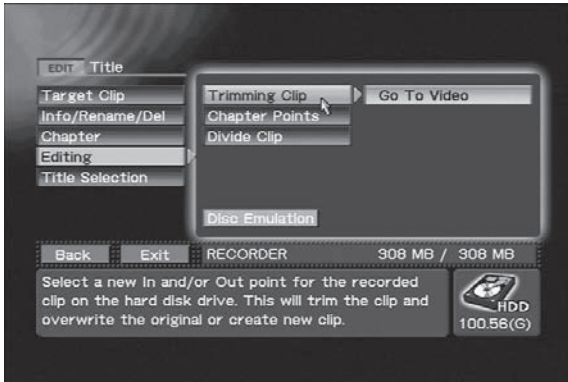 EDIT Title
Target Clip
Info/Rename/Del
Chapter
Editing
Title Selection
Trimming Clip
Chapter Points
Divide Clip
Go To Video
Disc Emulation
Back Exit RECORDER 308 MB / 308 MB
Select a new In and/or Out point for the recorded
clip on the hard disk drive. This will trim the clip and
overwrite the original or create new clip.
HDD
100.56(G)